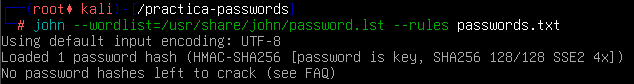 (root💀kali)-[/practica-passwords]
# john --wordlist=/usr/share/john/password.lst --rules passwords.txt
Using default input encoding: UTF-8
Loaded 1 password hash (HMAC-SHA256 [password is key, SHA256 128/128 SSE2 4x])
No password hashes left to crack (see FAQ)